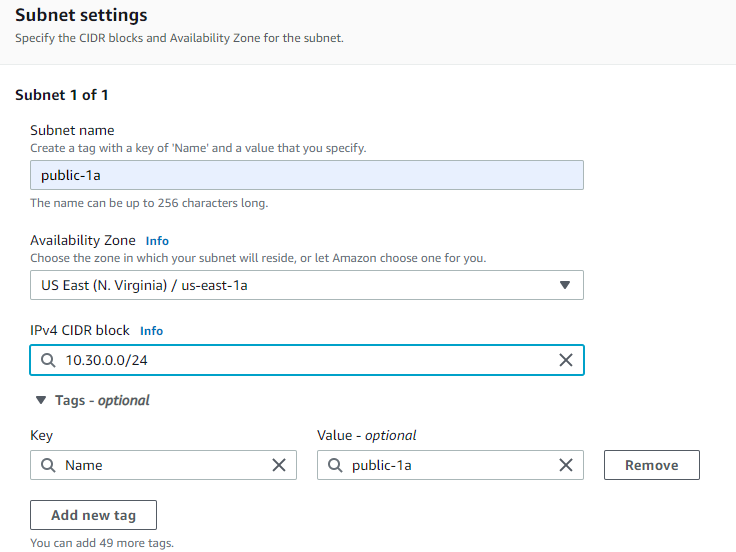 Subnet settings
Specify the CIDR blocks and Availability Zone for the subnet.
Subnet 1 of 1
Subnet name
Create a tag with a key of 'Name' and a value that you specify.
public-1a
The name can be up to 256 characters long.
Availability Zone Info
Choose the zone in which your subnet will reside, or let Amazon choose one for you.
US East (N. Virginia) / us-east-1a
IPv4 CIDR block Info
10.30.0.0/24
Tags - optional
Key Value - optional
Name public-1a Remove
Add new tag
You can add 49 more tags.